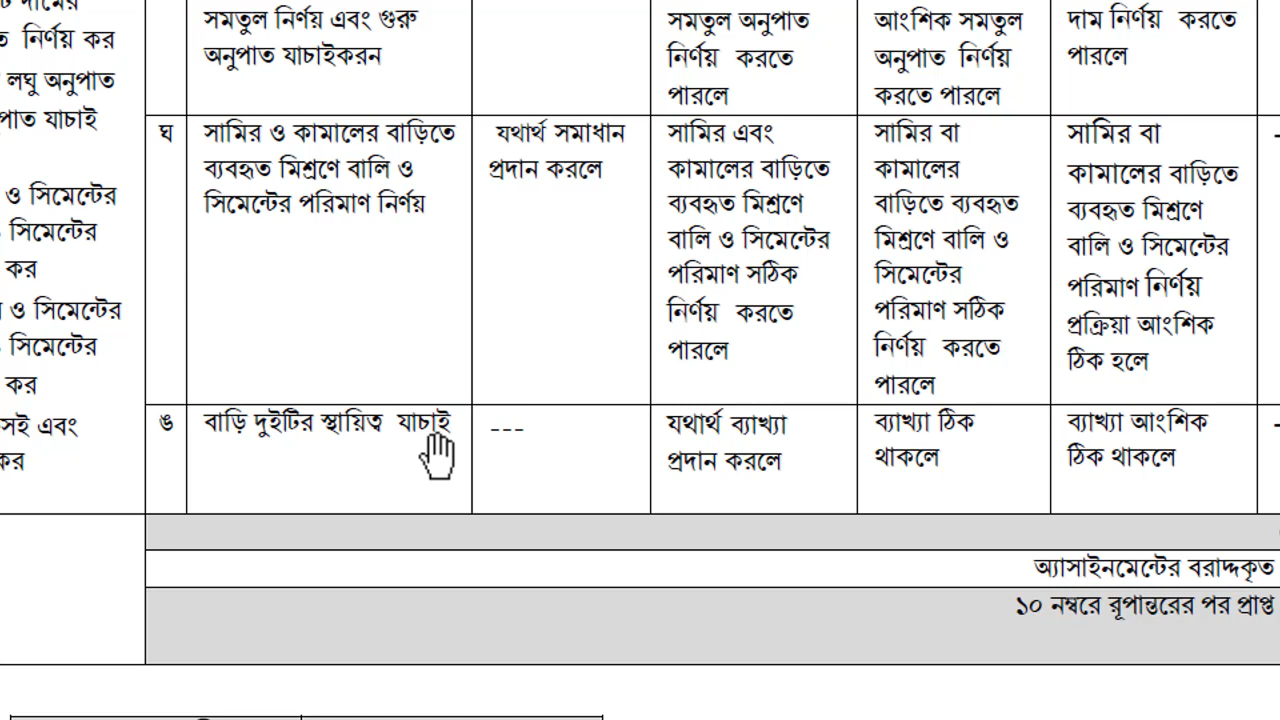 নির্ণয় কর
লঘু অনুপাত
যাচাই
ও সিমেন্টের
সিমেন্টের
কর
ও সিমেন্টের
সিমেন্টের
কর
এবং
কর
সমতুল নির্ণয় এবং গুরু
অনুপাত যাচাইকরন
সমতুল অনুপাত
নির্ণয় করতে
পারলে
আংশিক সমতুল
অনুপাত নির্ণয়
করতে পারলে
দাম নির্ণয় করতে
পারলে
ঘ
সামির ও কামালের বাড়িতে
ব্যবহৃত মিশ্রণে বালি ও
সিমেন্টের পরিমাণ নির্ণয়
যথার্থ সমাধান
প্রদান করলে
সামির এবং
কামালের বাড়িতে
ব্যবহৃত মিশ্রণে
বালি ও সিমেন্টের
পরিমাণ সঠিক
নির্ণয় করতে
পারলে
সামির বা
কামালের
বাড়িতে ব্যবহৃত
মিশ্রণে বালি ও
সিমেন্টের
পরিমাণ সঠিক
নির্ণয় করতে
পারলে
সামির বা
কামালের বাড়িতে
ব্যবহৃত মিশ্রণে
বালি ও সিমেন্টের
পরিমাণ নির্ণয়
প্রক্রিয়া আংশিক
ঠিক হলে
ঙ
বাড়ি দুইটির স্থায়িত্ব যাচাই
---
যথার্থ ব্যাখ্যা
প্রদান করলে
ব্যাখ্যা ঠিক
থাকলে
ব্যাখ্যা আংশিক
ঠিক থাকলে
অ্যাসাইনমেন্টের বরাদ্দকৃত
১০ নম্বরে রূপান্তরের পর প্রাপ্ত